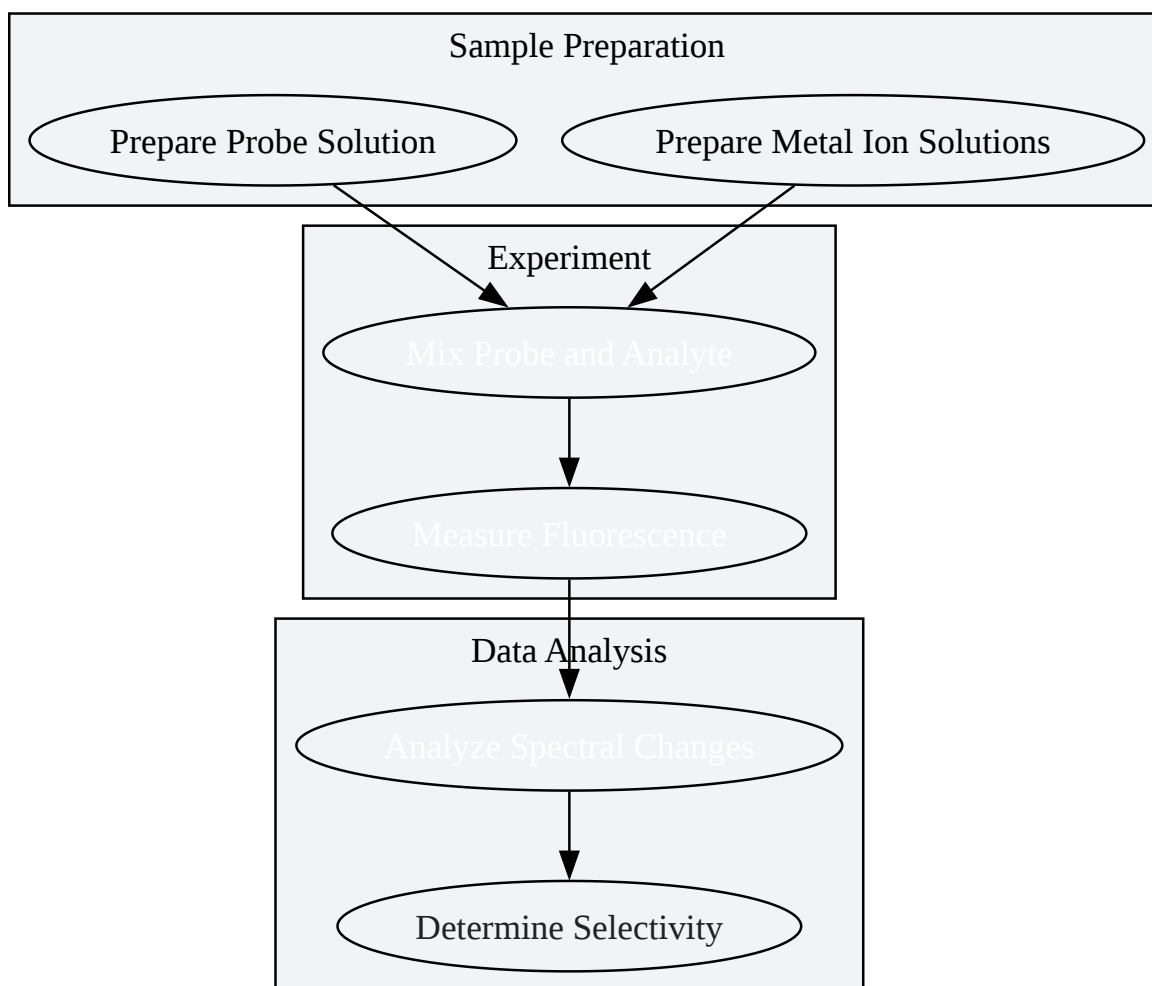 Sample Preparation
Prepare Probe Solution
Prepare Metal Ion Solutions
Experiment
Mix Probe and Analyte
Measure Fluorescence
Data Analysis
Analyze Spectral Changes
Determine Selectivity